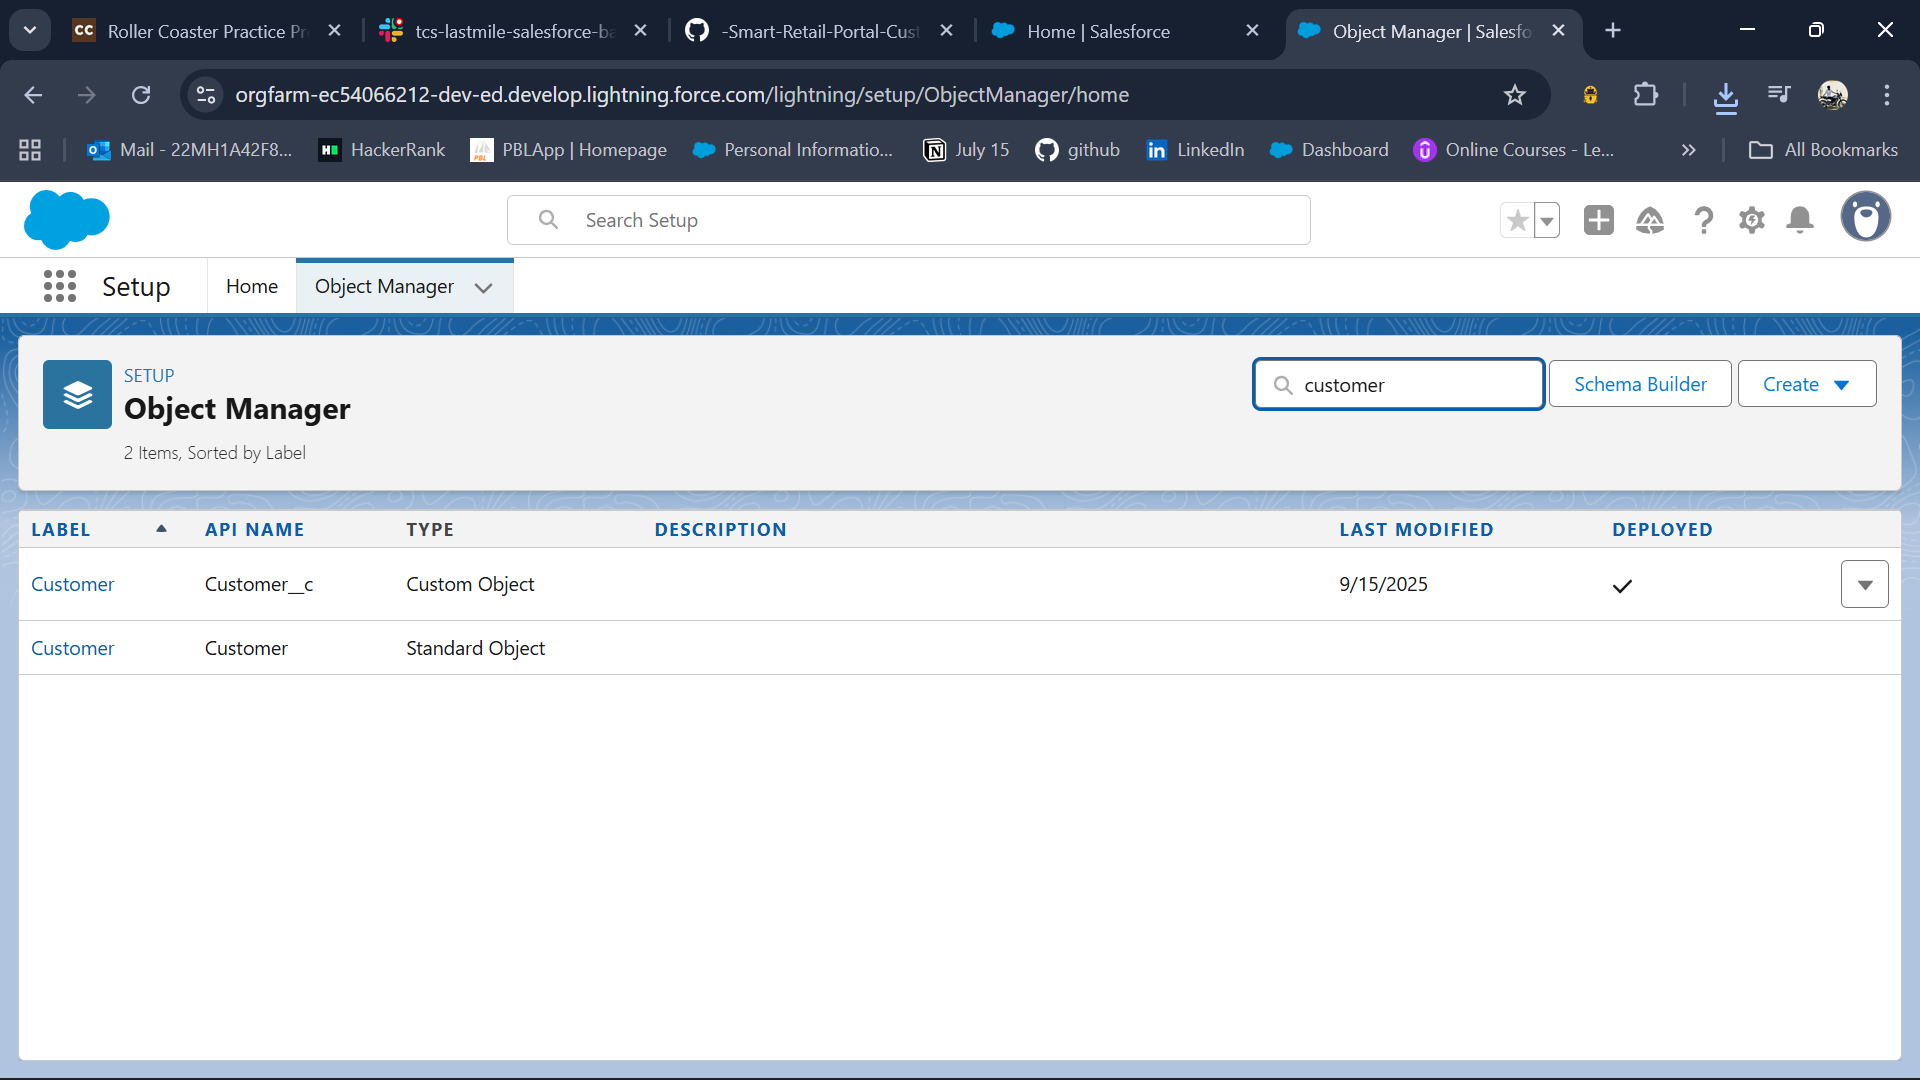 CC Roller Coaster Practice Pr
tcs-lastmile-salesforce-ba
-Smart-Retail-Portal-Cust
Home | Salesforce
Object Manager | Salesfo
orgfarm-ec54066212-dev-ed.develop.lightning.force.com/lightning/setup/ObjectManager/home
Mail - 22MH1A42F8...
HackerRank
PBLApp | Homepage
Personal Informatio...
July 15
github
LinkedIn
Dashboard
Online Courses - Le...
All Bookmarks
Search Setup
Setup
Home
Object Manager
SETUP
Object Manager
2 Items, Sorted by Label
customer
Schema Builder
Create
LABEL API NAME TYPE DESCRIPTION LAST MODIFIED DEPLOYED
Customer Customer__c Custom Object 9/15/2025
Customer Customer Standard Object